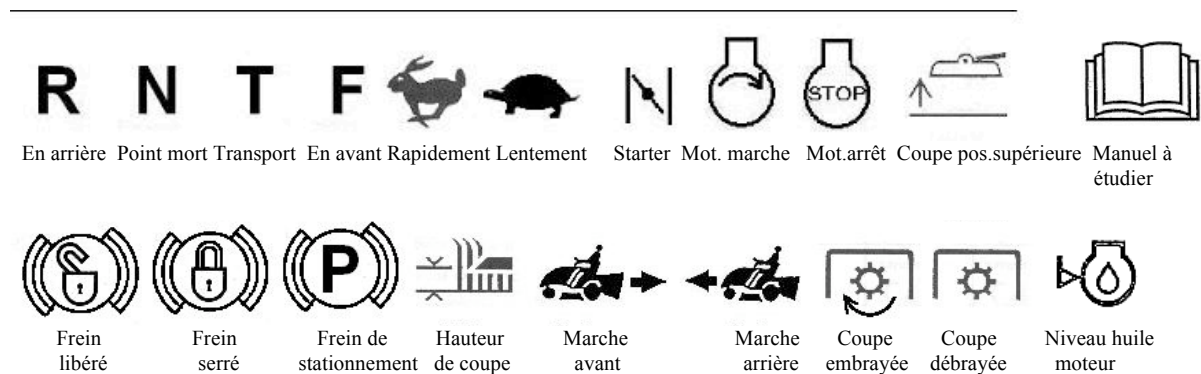 R N T F STOP
En arrière Point mort Transport En avant Rapidement Lentement Starter Mot. marche Mot.arrêt Coupe pos.supérieure Manuel à
étudier
P
Frein Frein Frein de Hauteur Marche Marche Coupe Coupe Niveau huile
libéré serré stationnement de coupe avant arrière embrayée débrayée moteur